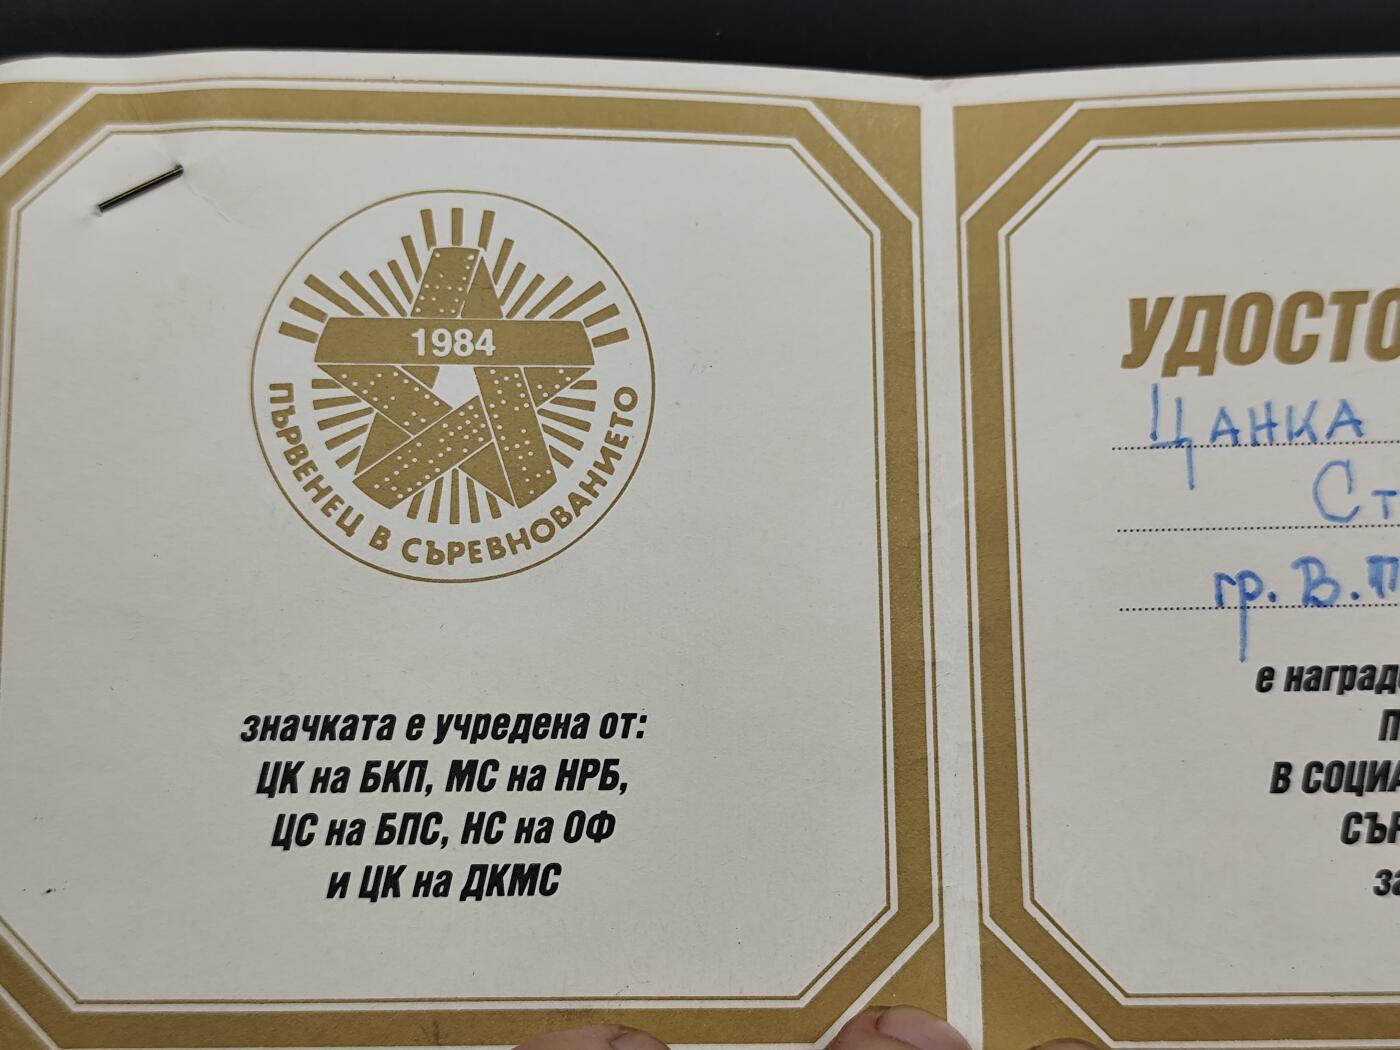 1984
ПЪРВЕНЕЦ В СЪРЕВНОВАНИЕТО
значката е учредена от:
ЦК на БКП, МС на НРБ,
ЦС на БПС, НС на ОФ
и ЦК на ДКМС
УДОСТО
ЦАНКА
Ст
гр. В.Т
е наград
П
В СОЦИА
СЪ
за